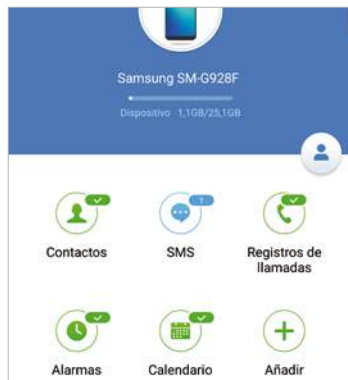 Samsung SM-G928F
Dispositivo 1,1GB/25,1GB
Contactos
SMS
Registros de
llamadas
Alarmas
Calendario
Añadir